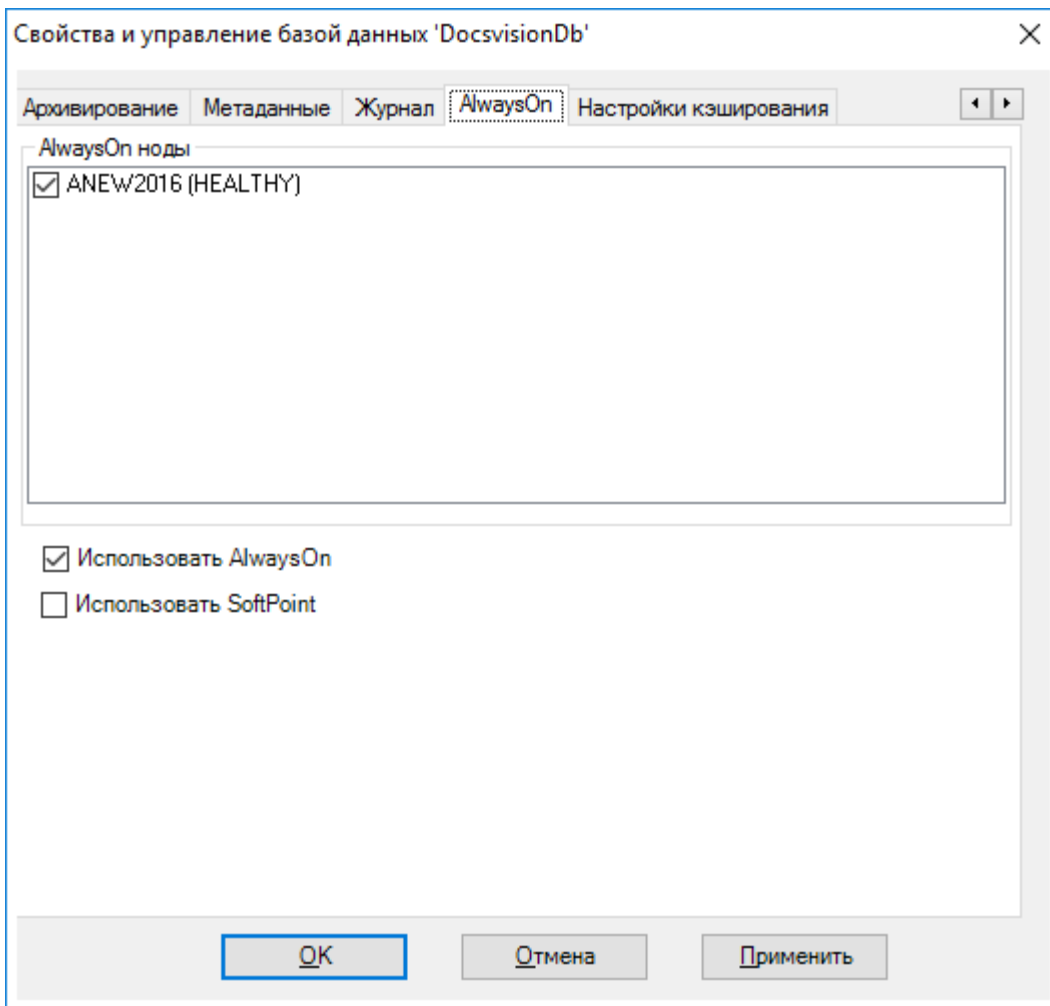 Свойства и управление базой данных 'DocsvisionDb'
Архивирование Метаданные Журнал AlwaysOn Настройки кэширования
AlwaysOn ноды
ANEW2016 (HEALTHY)
Использовать AlwaysOn
Использовать SoftPoint
OK Отмена Применить